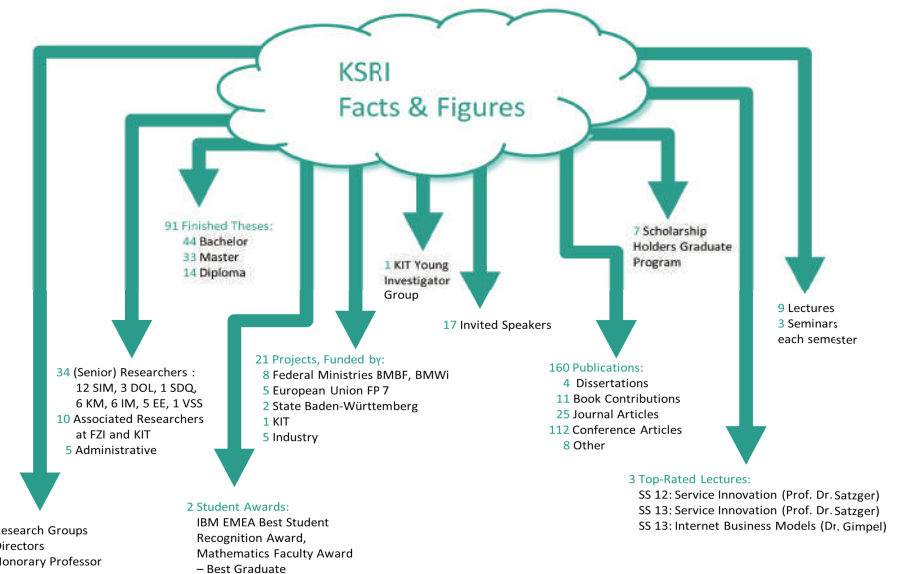 KSRI
Facts & Figures
91 Finished Theses:
44 Bachelor
33 Master
14 Diploma
1 KIT Young
Investigator
Group
17 Invited Speakers
7 Scholarship
Holders Graduate
Program
9 Lectures
3 Seminars
each semester
34 (Senior) Researchers :
12 SIM, 3 DOL, 1 SDQ,
6 KM, 6 IM, 5 EE, 1 VSS
10 Associated Researchers
at FZI and KIT
5 Administrative
21 Projects, Funded by:
8 Federal Ministries BMBF, BMWi
5 European Union FP 7
2 State Baden-Württemberg
1 KIT
5 Industry
160 Publications:
4 Dissertations
11 Book Contributions
25 Journal Articles
112 Conference Articles
8 Other
3 Top-Rated Lectures:
SS 12: Service Innovation (Prof. Dr. Satzger)
SS 13: Service Innovation (Prof. Dr. Satzger)
SS 13: Internet Business Models (Dr. Gimpel)
2 Student Awards:
IBM EMEA Best Student
Recognition Award,
Mathematics Faculty Award
– Best Graduate
Groups
Professor